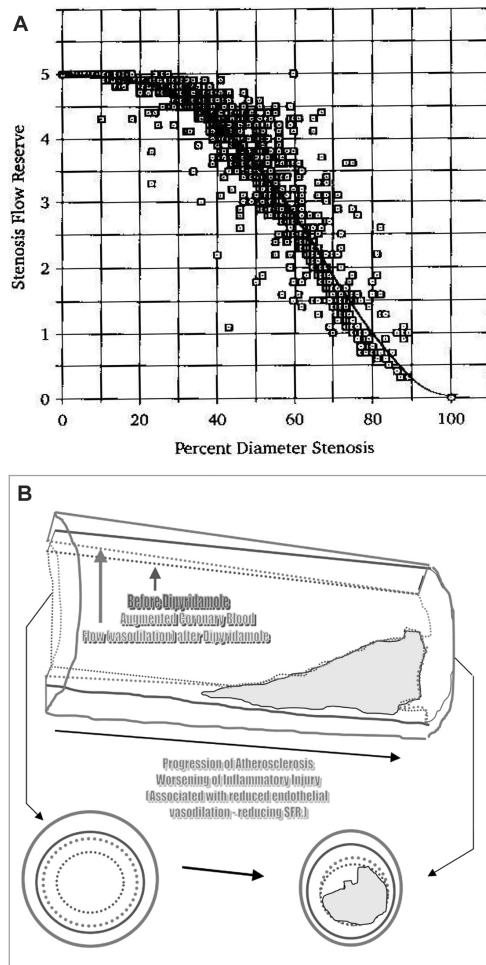 A
Stenosis Flow Reserve
5
4
3
2
1
0
0 20 40 60 80 100
Percent Diameter Stenosis
B
Before Dipyridamole
Augmented Coronary Blood
Flow (vasodilation) after Dipyridamole
Progression of Atherosclerosis
Worsening of Inflammatory Injury
(Associated with reduced endothelial
vasodilation - reducing SFR.)